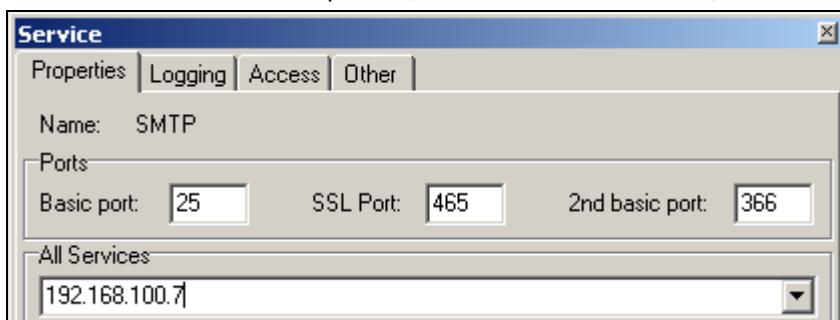 Service
Properties Logging Access Other
Name: SMTP
Ports
Basic port: 25 SSL Port: 465 2nd basic port: 366
All Services
192.168.100.7